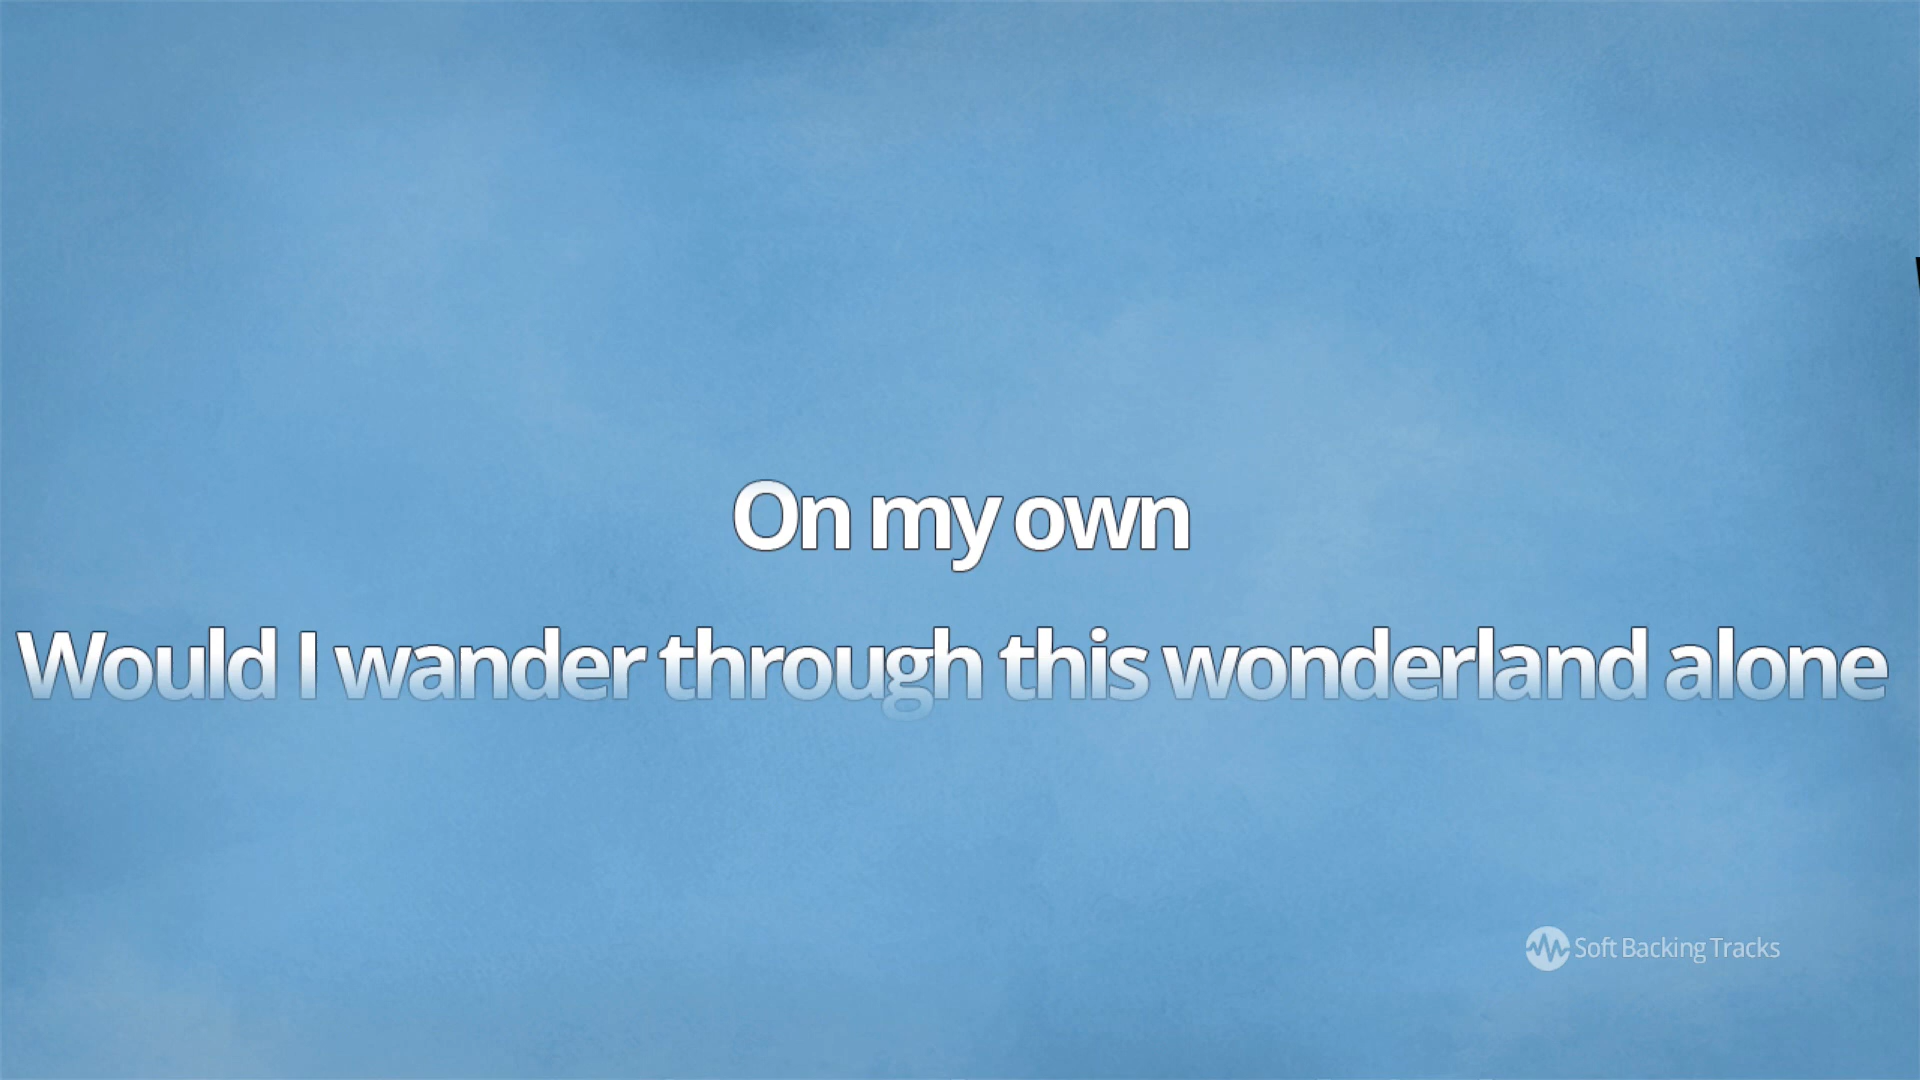 On my own
Would I wander through this wonderland alone
Soft Backing Tracks